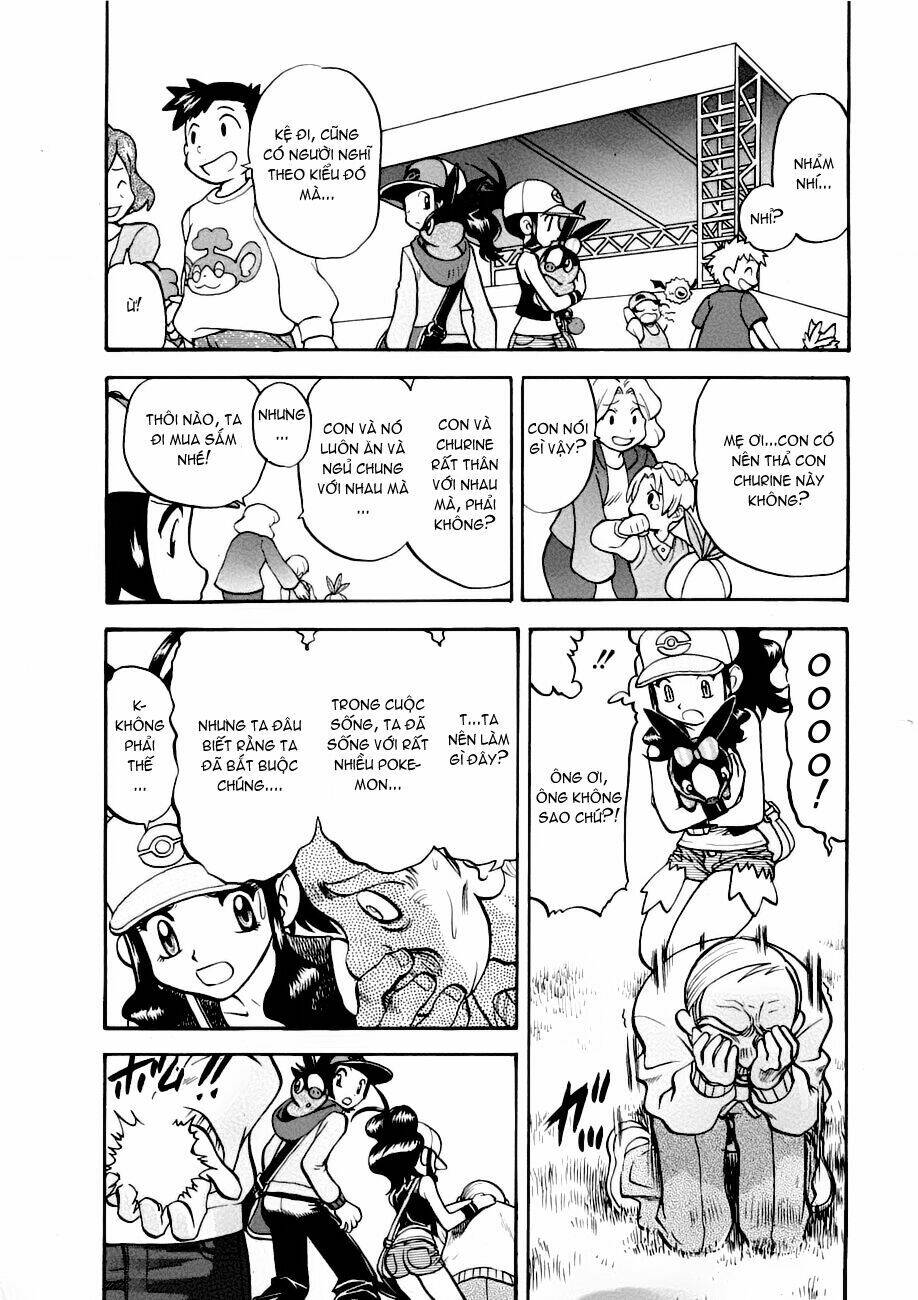 NHẢM
NHÍ...
NHỈ?
KỆ ĐI, CŨNG
CÓ NGƯỜI NGHĨ
THEO KIỂU ĐÓ
MÀ...
Ừ!
MẸ ƠI...CON CÓ
NÊN THẢ CON
CHURINE NÀY
KHÔNG?
CON NÓI
GÌ VẬY?
CON VÀ
CHURINE
RẤT THÂN
VỚI NHAU
MÀ, PHẢI
KHÔNG?
CON VÀ NÓ
LUÔN ĂN VÀ
NGỦ CHUNG
VỚI NHAU MÀ
...
NHƯNG
...
THÔI NÀO, TA
ĐI MUA SẮM
NHÉ!
OOOO!
!!
ÔNG ƠI,
ÔNG KHÔNG
SAO CHỨ?!
ガクッ
T...TA
NÊN LÀM
GÌ ĐÂY?
TRONG CUỘC
SỐNG, TA ĐÃ
SỐNG VỚI RẤT
NHIỀU POKE-
MON...
NHƯNG TA ĐÂU
BIẾT RẰNG TA
ĐÃ BẮT BUỘC
CHÚNG....
K-
KHÔNG
PHẢI
THẾ
...